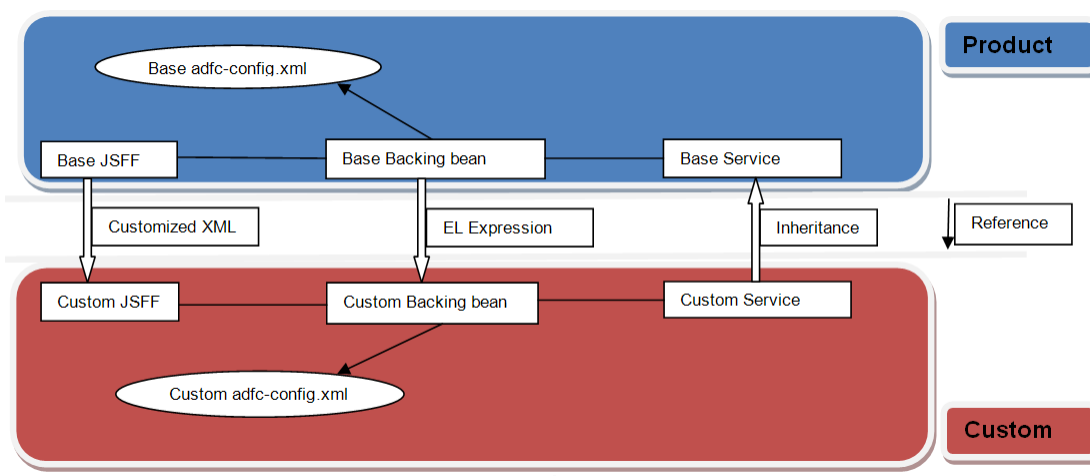 Product
Base adfc-config.xml
Base JSFF
Base Backing bean
Base Service
Customized XML
EL Expression
Inheritance
Reference
Custom JSFF
Custom Backing bean
Custom Service
Custom adfc-config.xml
Custom